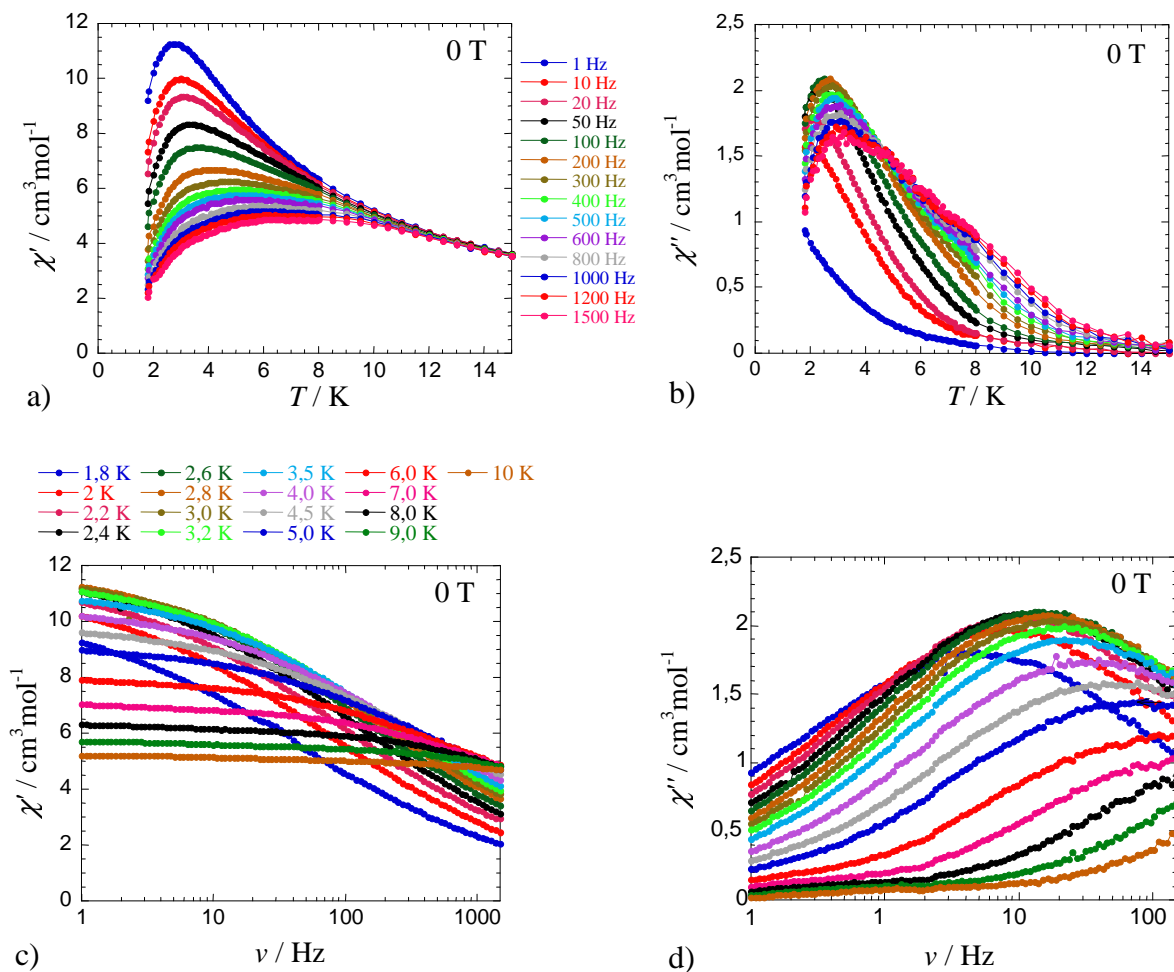 12
10
8
6
4
2
0
0 T
χ′ / cm³mol⁻¹
0 2 4 6 8 10 12 14
T / K
a)
1 Hz
10 Hz
20 Hz
50 Hz
100 Hz
200 Hz
300 Hz
400 Hz
500 Hz
600 Hz
800 Hz
1000 Hz
1200 Hz
1500 Hz
2,5
2
1,5
1
0,5
0
0 T
χ″ / cm³mol⁻¹
0 2 4 6 8 10 12 14
T / K
b)
1,8 K 2,6 K 3,5 K 6,0 K 10 K
2 K 2,8 K 4,0 K 7,0 K
2,2 K 3,0 K 4,5 K 8,0 K
2,4 K 3,2 K 5,0 K 9,0 K
12
10
8
6
4
2
0
0 T
χ′ / cm³mol⁻¹
1 10 100 1000
ν / Hz
c)
2,5
2
1,5
1
0,5
0
0 T
χ″ / cm³mol⁻¹
1 1 10 100
ν / Hz
d)